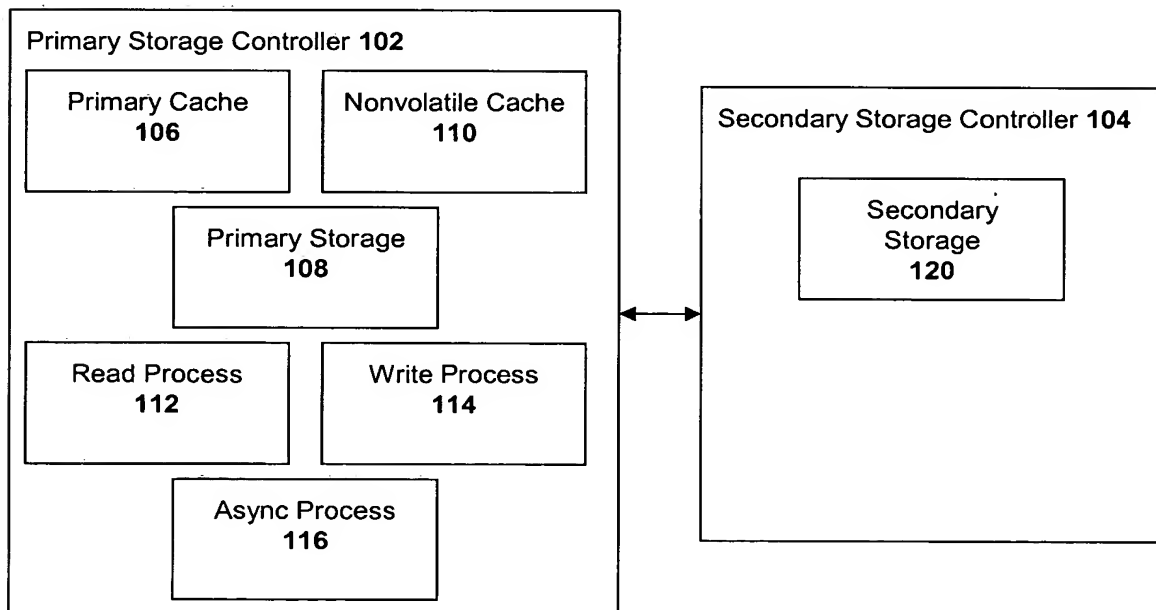 Primary Storage Controller 102
Primary Cache
106
Nonvolatile Cache
110
Primary Storage
108
Read Process
112
Write Process
114
Async Process
116
Secondary Storage Controller 104
Secondary
Storage
120